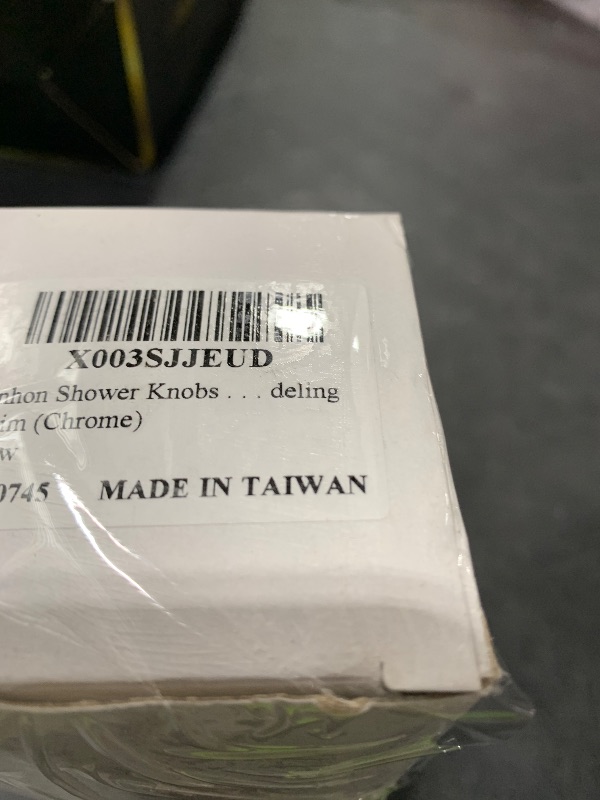 X003SJJEUD
nhon Shower Knobs . . . deling
im (Chrome)
w
0745 MADE IN TAIWAN